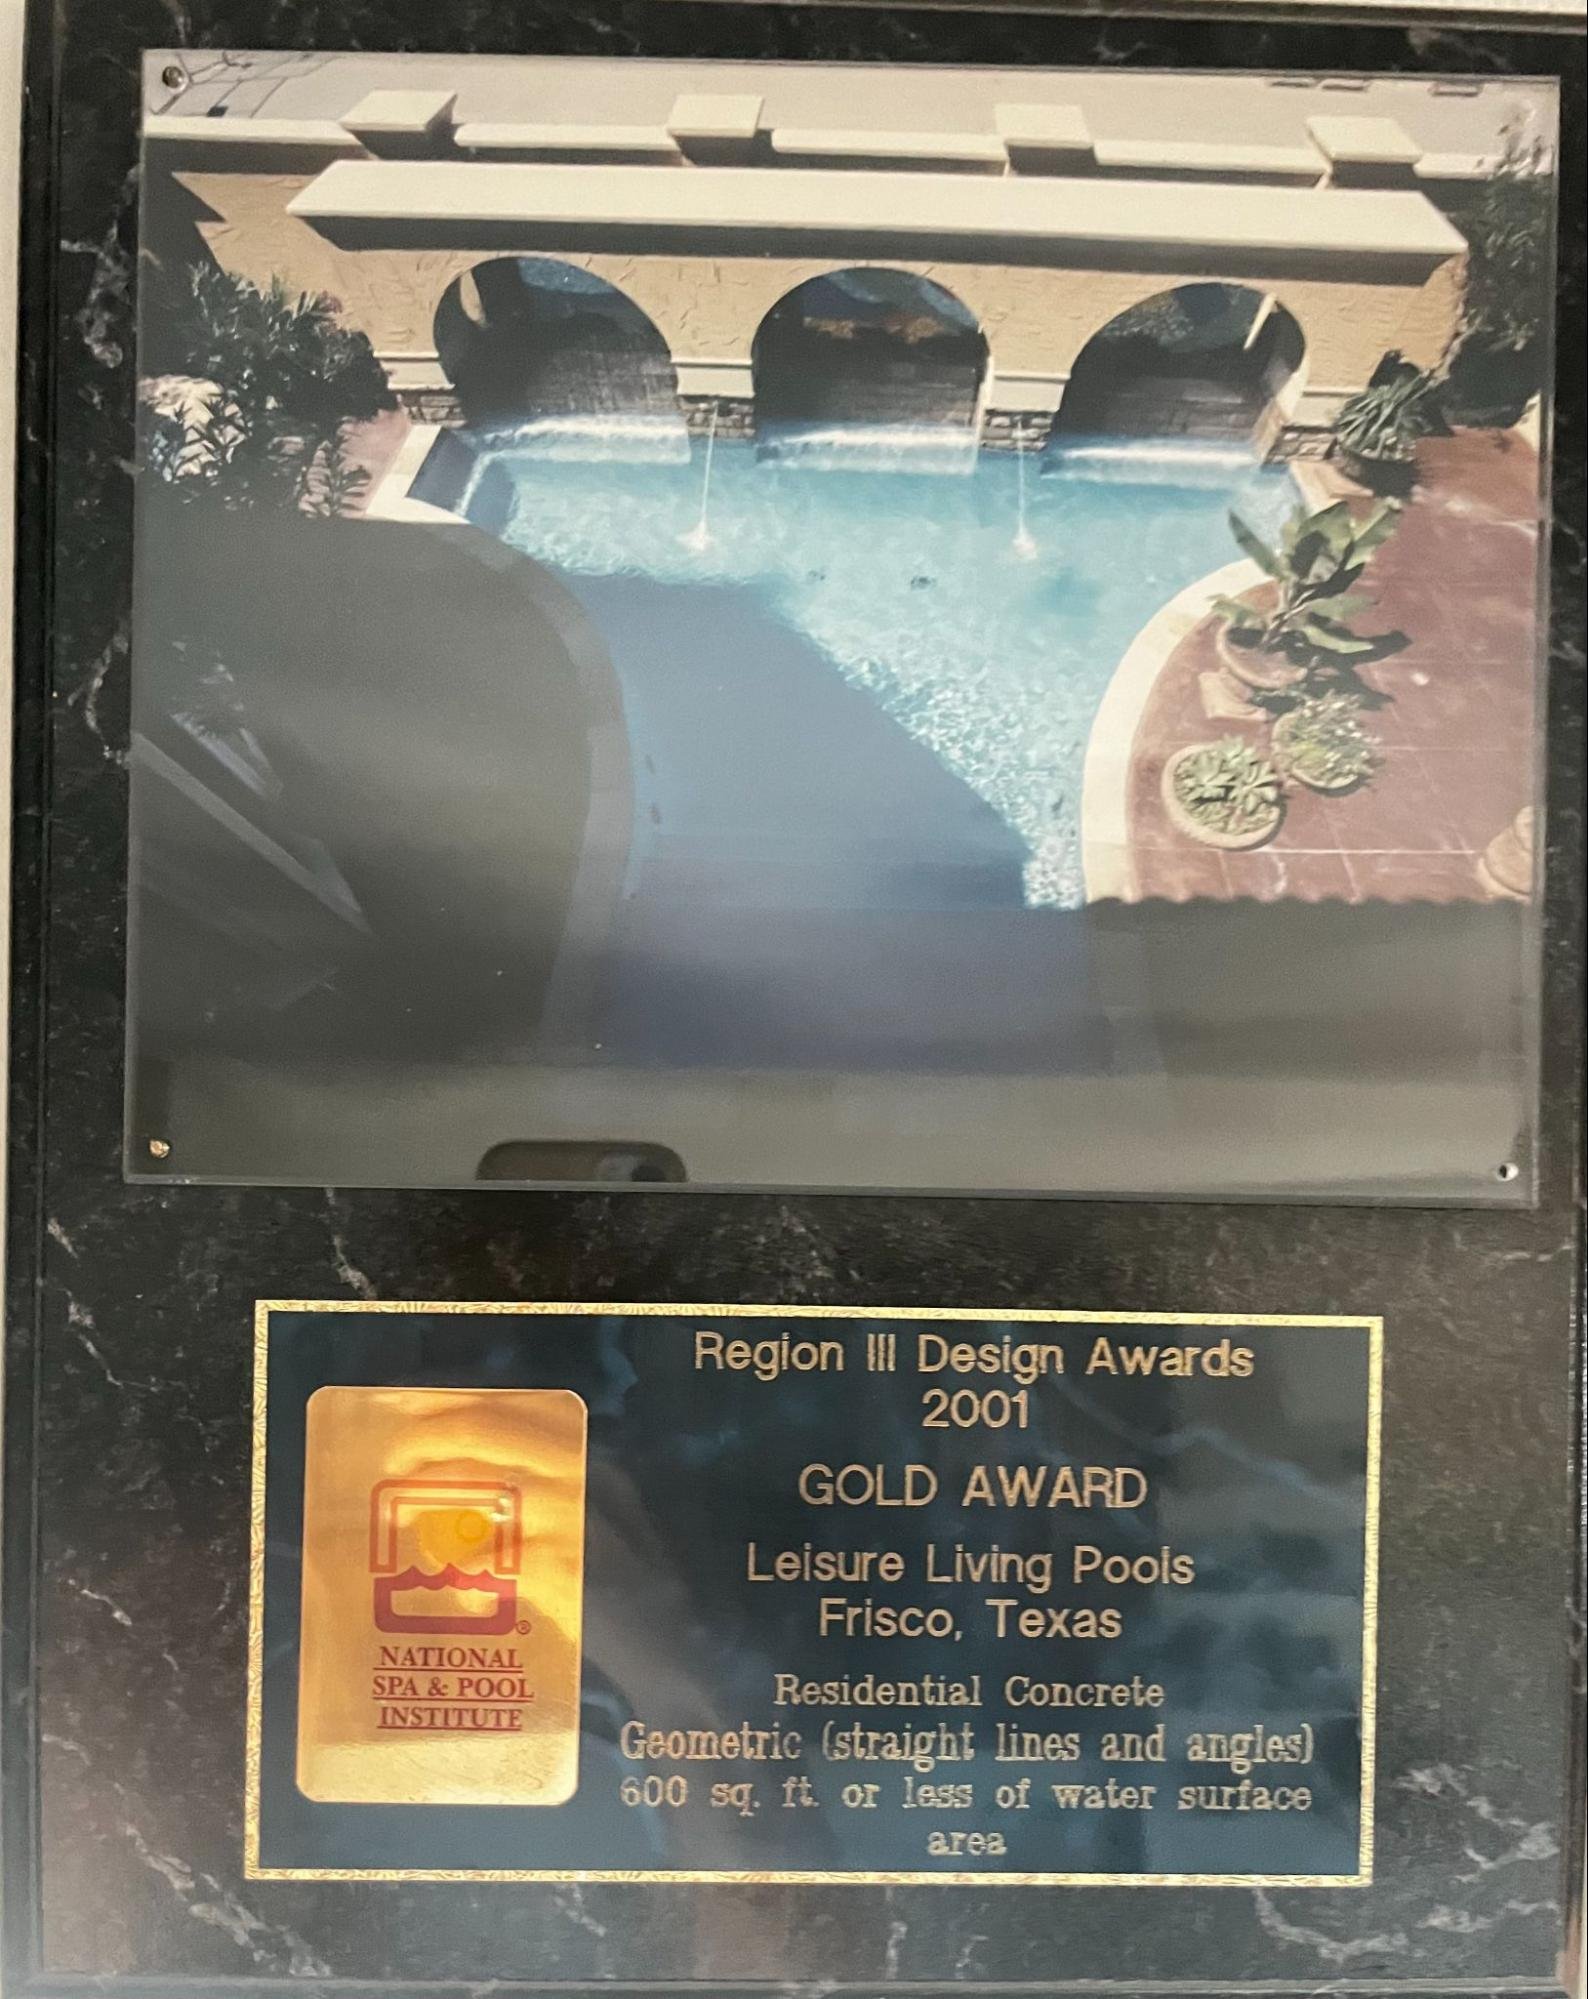 Region III Design Awards
2001
GOLD AWARD
Leisure Living Pools
Frisco, Texas
Residential Concrete
Geometric (straight lines and angles)
600 sq. ft. or less of water surface
area
®
NATIONAL
SPA & POOL
INSTITUTE